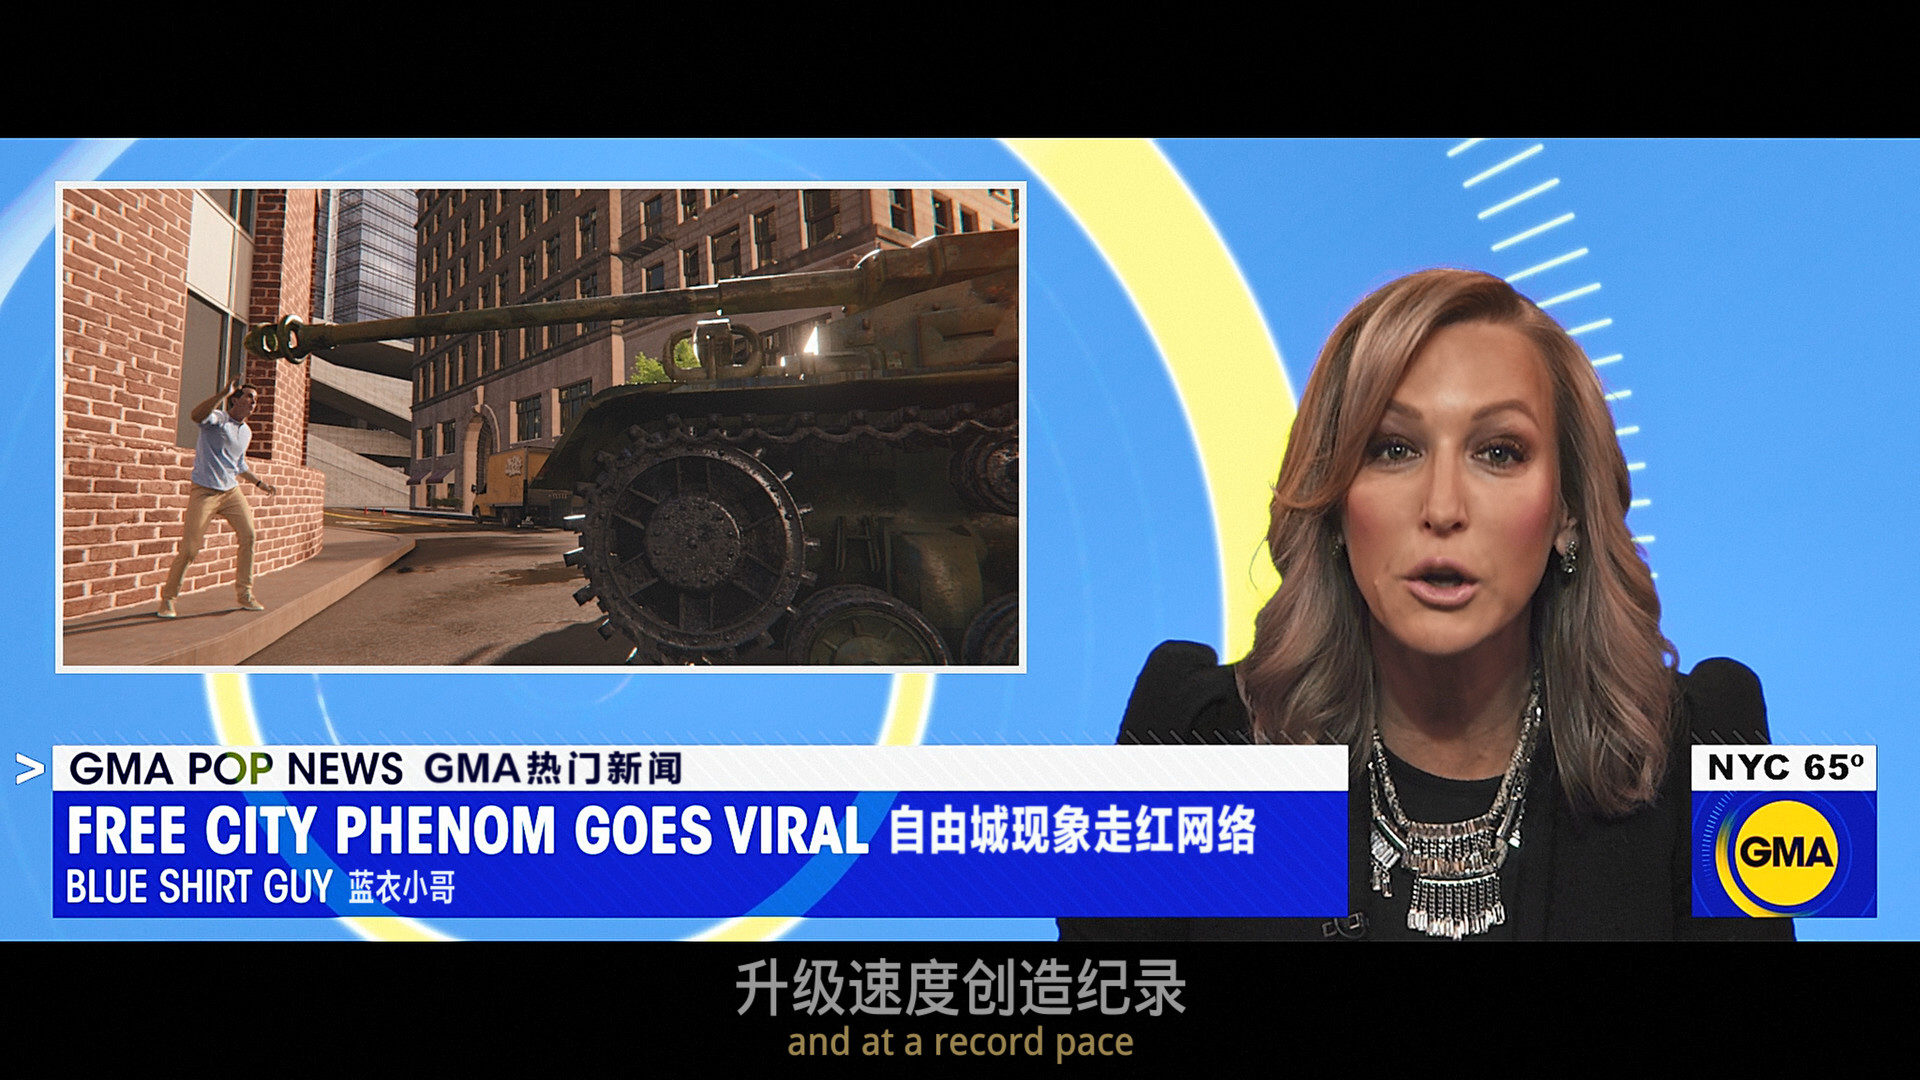 GMA POP NEWS GMA热门新闻
NYC 65º
FREE CITY PHENOM GOES VIRAL 自由城现象走红网络
BLUE SHIRT GUY 蓝衣小哥
GMA
升级速度创造纪录
and at a record pace